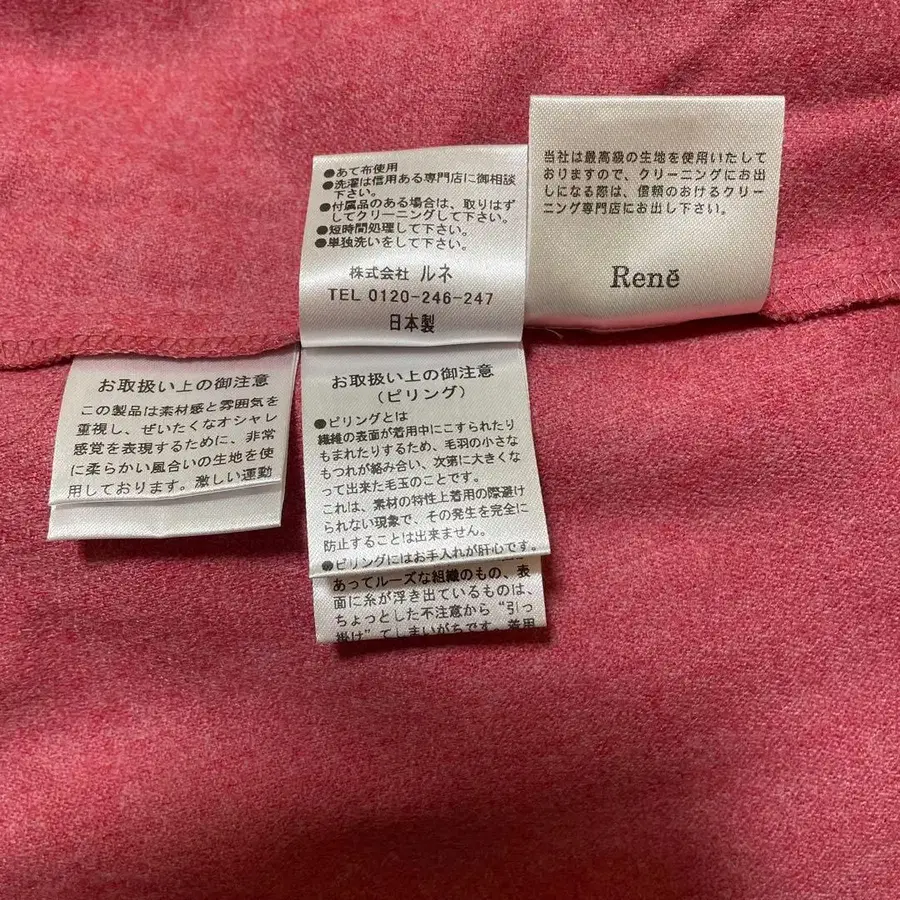 ●あて布使用
●洗濯は信用ある専門店に御相談
下さい。
●付属品のある場合は、取りはず
してクリーニングして下さい。
●短時間処理して下さい。
●単独洗いをして下さい。
株式会社 ルネ
TEL 0120-246-247
日本製
当社は最高級の生地を使用いたして
おりますので、クリーニングにお出
しになる際は、信頼のおけるクリー
ニング専門店にお出し下さい。
Renĕ
お取扱い上の御注意
この製品は素材感と雰囲気を
重視し、ぜいたくなオシャレ
感覚を表現するために、非常
に柔らかい風合いの生地を使
用しております。激しい運動
お取扱い上の御注意
(ピリング)
●ピリングとは
繊維の表面が着用中にこすられたり
もまれたりするため、毛羽の小さな
もつれが絡み合い、次第に大きくな
って出来た毛玉のことです。
これは、素材の特性上着用の際避け
られない現象で、その発生を完全に
防止することは出来ません。
●ピリングにはお手入れが肝心です。
あってルーズな組織のもの、表
面に糸が浮き出ているものは、
ちょっとした不注意から“引っ
掛け”てしまいがちです。着用